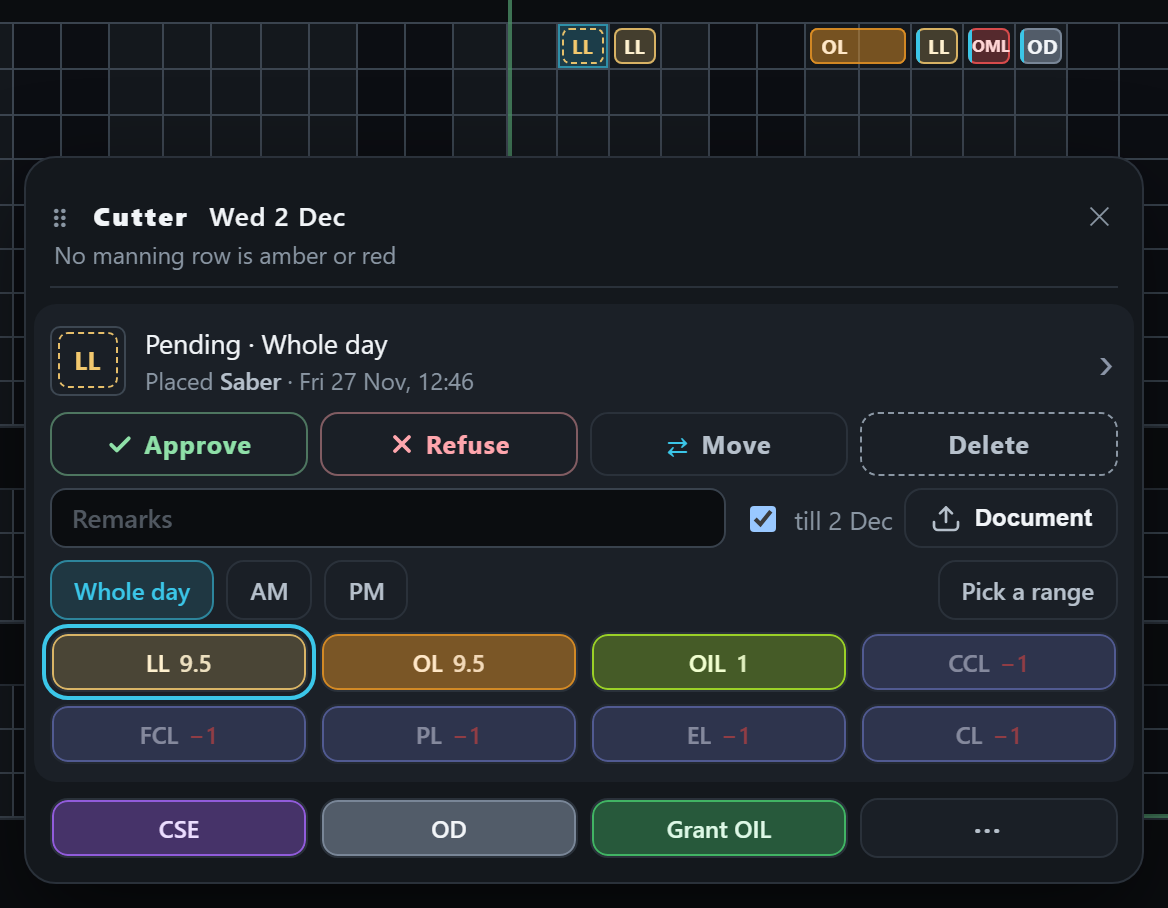 LL LL OL LL OML OD
Cutter Wed 2 Dec
No manning row is amber or red
LL Pending · Whole day
Placed Saber · Fri 27 Nov, 12:46
Approve Refuse Move Delete
Remarks till 2 Dec Document
Whole day AM PM Pick a range
LL 9.5 OL 9.5 OIL 1 CCL −1
FCL −1 PL −1 EL −1 CL −1
CSE OD Grant OIL ...